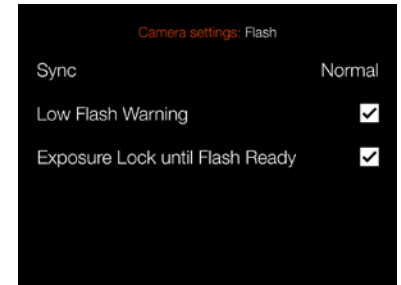 Camera settings: Flash
Sync Normal
Low Flash Warning
Exposure Lock until Flash Ready